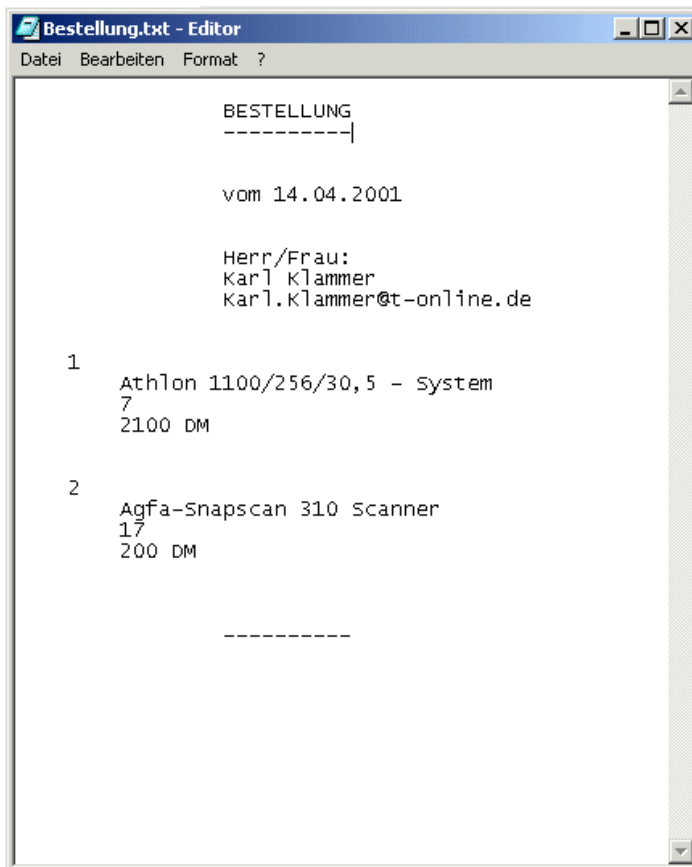 Bestellung.txt - Editor
Datei Bearbeiten Format ?
BESTELLUNG
----------
vom 14.04.2001
Herr/Frau:
Karl Klammer
Karl.Klammer@t-online.de
1
Athlon 1100/256/30,5 - System
7
2100 DM
2
Agfa-Snapscan 310 Scanner
17
200 DM
----------